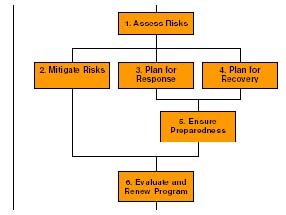 1. Assess Risks
2. Mitigate Risks
3. Plan for
Response
4. Plan for
Recovery
5. Ensure
Preparedness
6. Evaluate and
Renew Program